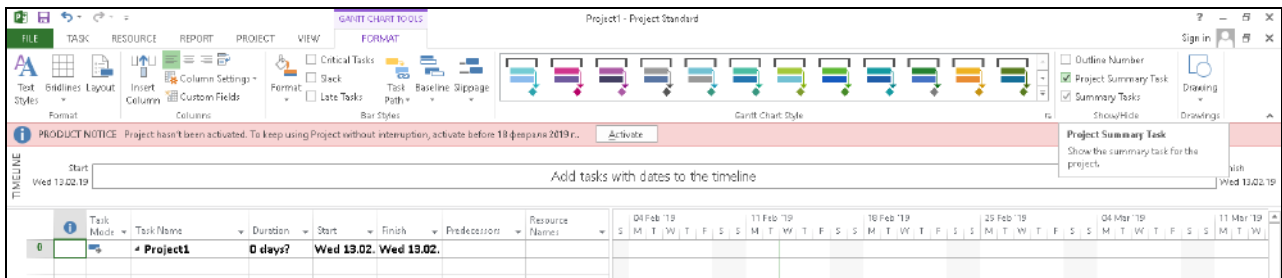 GANTT CHART TOOLS
Project1 - Project Standard
FILE TASK RESOURCE REPORT PROJECT VIEW FORMAT
Sign in
Text Styles
Gridlines
Layout
Format
Insert Column
Column Settings
Custom Fields
Columns
Format
Critical Tasks
Slack
Late Tasks
Task Path
Baseline
Slippage
Bar Styles
Gantt Chart Style
Outline Number
Project Summary Task
Summary Tasks
Show/Hide
Drawing
Drawings
PRODUCT NOTICE Project hasn't been activated. To keep using Project without interruption, activate before 18 февраля 2019 г..
Activate
Project Summary Task
Show the summary task for the
project.
TIMELINE
Start
Wed 13.02.19
Add tasks with dates to the timeline
nish
Wed 13.02.19
Task Mode
Task Name
Duration
Start
Finish
Predecessors
Resource Names
04 Feb '19 11 Feb '19 18 Feb '19 25 Feb '19 04 Mar '19 11 Mar '19
S M T W T F S S M T W T F S S M T W T F S S M T W T F S S M T W T F S S M T W
0 Project1 0 days? Wed 13.02. Wed 13.02.